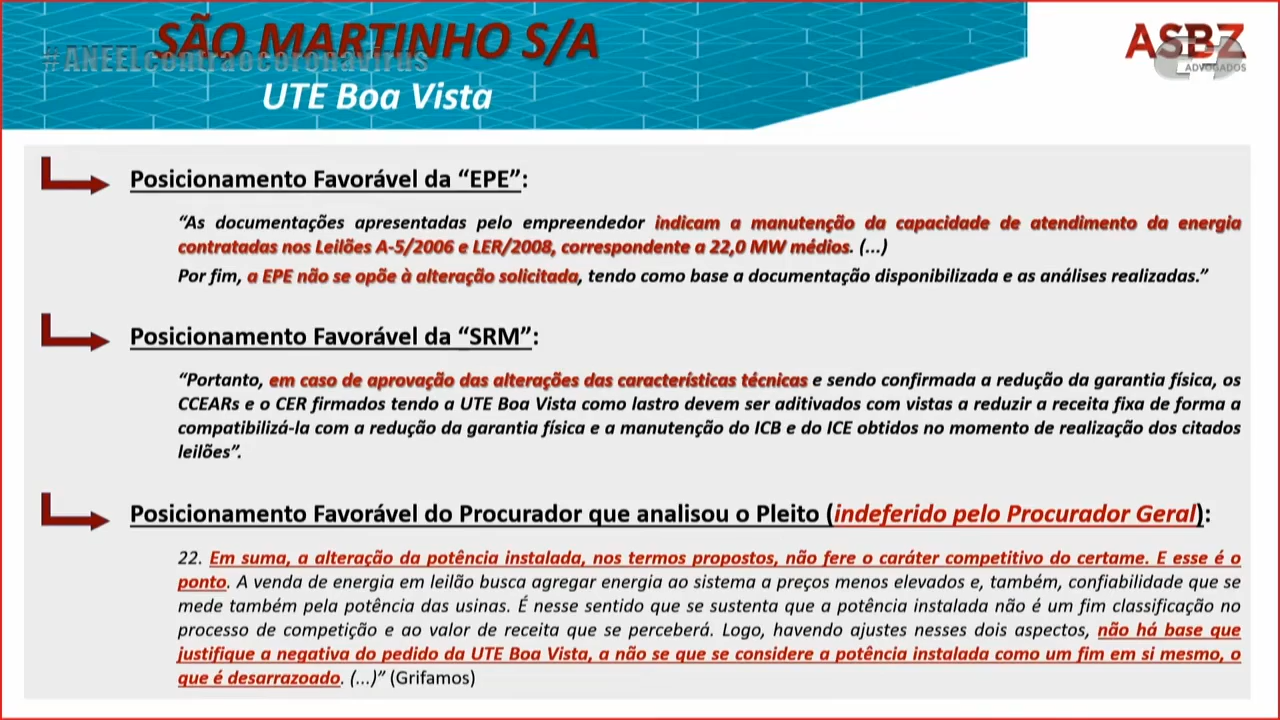 SÃO MARTINHO S/A
#ANEELcontraocoronavírus
UTE Boa Vista
ASBZ
ADVOGADOS
Posicionamento Favorável da “EPE”:
“As documentações apresentadas pelo empreendedor indicam a manutenção da capacidade de atendimento da energia
contratadas nos Leilões A-5/2006 e LER/2008, correspondente a 22,0 MW médios. (...)
Por fim, a EPE não se opõe à alteração solicitada, tendo como base a documentação disponibilizada e as análises realizadas.”
Posicionamento Favorável da “SRM”:
“Portanto, em caso de aprovação das alterações das características técnicas e sendo confirmada a redução da garantia física, os
CCEARs e o CER firmados tendo a UTE Boa Vista como lastro devem ser aditivados com vistas a reduzir a receita fixa de forma a
compatibilizá-la com a redução da garantia física e a manutenção do ICB e do ICE obtidos no momento de realização dos citados
leilões”.
Posicionamento Favorável do Procurador que analisou o Pleito (indeferido pelo Procurador Geral):
22. Em suma, a alteração da potência instalada, nos termos propostos, não fere o caráter competitivo do certame. E esse é o
ponto. A venda de energia em leilão busca agregar energia ao sistema a preços menos elevados e, também, confiabilidade que se
mede também pela potência das usinas. É nesse sentido que se sustenta que a potência instalada não é um fim classificação no
processo de competição e ao valor de receita que se perceberá. Logo, havendo ajustes nesses dois aspectos, não há base que
justifique a negativa do pedido da UTE Boa Vista, a não se que se considere a potência instalada como um fim em si mesmo, o
que é desarrazoado. (...)” (Grifamos)